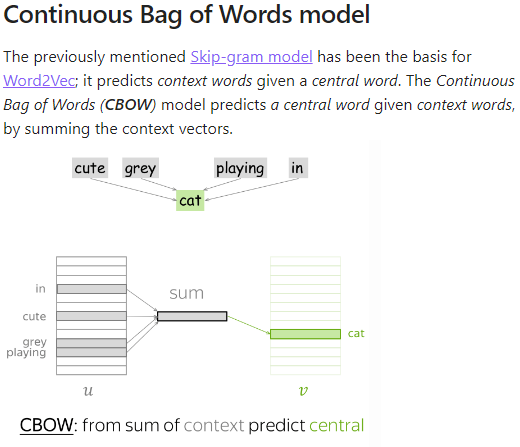 Continuous Bag of Words model
The previously mentioned Skip-gram model has been the basis for
Word2Vec; it predicts context words given a central word. The Continuous
Bag of Words (CBOW) model predicts a central word given context words,
by summing the context vectors.
cute grey playing in
cat
in
cute
grey
playing
sum
cat
u
v
CBOW: from sum of context predict central